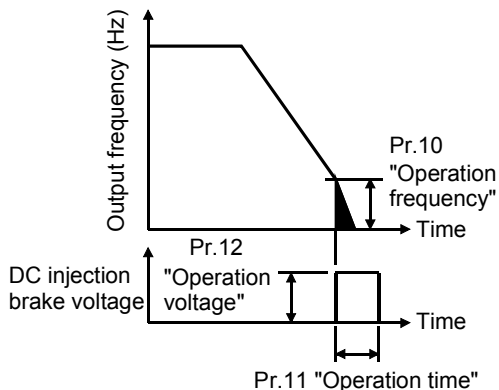 Output frequency (Hz)
Pr.10
"Operation
frequency"
Time
Pr.12
"Operation
voltage"
DC injection
brake voltage
Time
Pr.11 "Operation time"